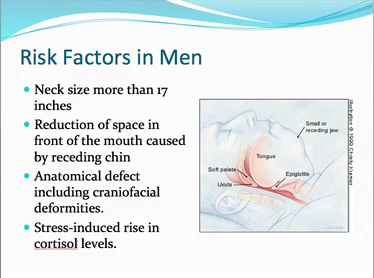 Risk Factors in Men
Neck size more than 17
inches
Reduction of space in
front of the mouth caused
by receding chin
Anatomical defect
including craniofacial
deformities.
Stress-induced rise in
cortisol levels.
Small or
receding jaw
Tongue
Soft palate
Epiglottis
Uvula